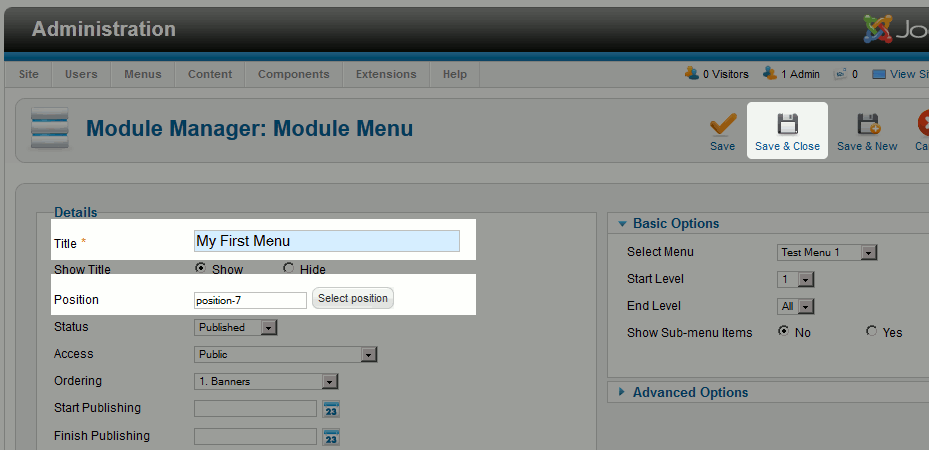 Administration
Jo
Site Users Menus Content Components Extensions Help
0 Visitors 1 Admin 0 View Si
Module Manager: Module Menu
Save Save & Close Save & New Ca
Details
Title * My First Menu
Show Title Show Hide
Position position-7 Select position
Status Published
Access Public
Ordering 1. Banners
Start Publishing 23
Finish Publishing 23
Basic Options
Select Menu Test Menu 1
Start Level 1
End Level All
Show Sub-menu Items No Yes
Advanced Options